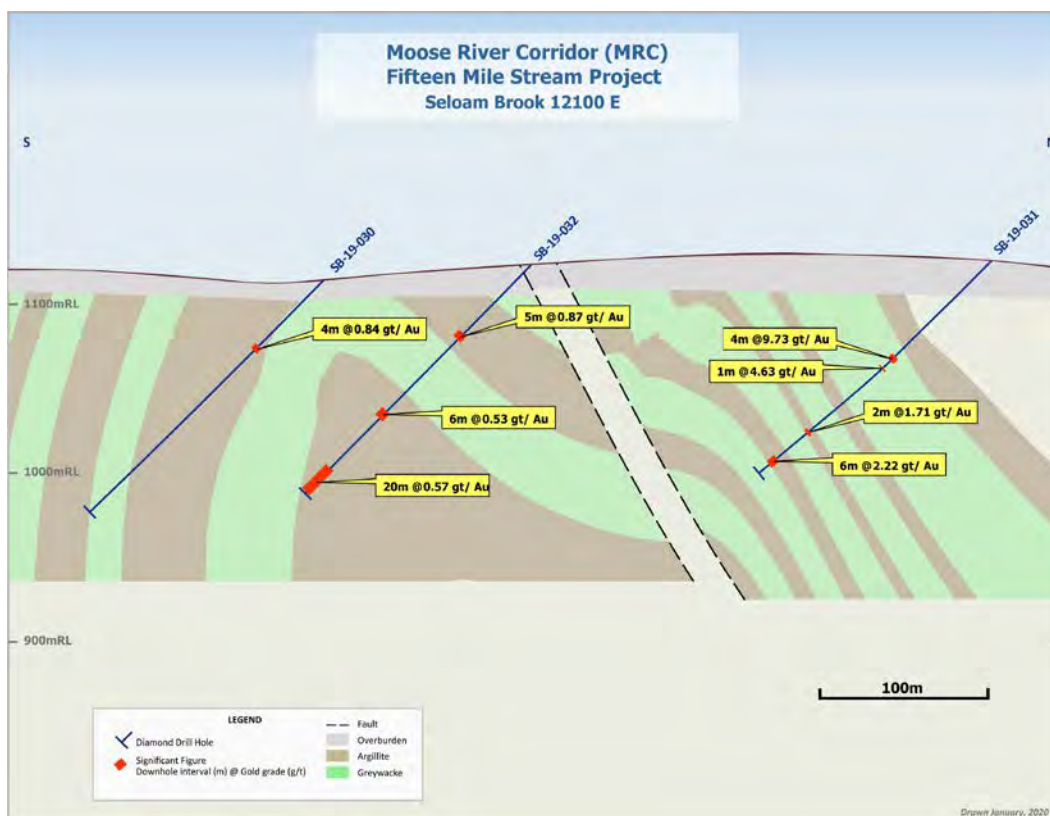 Moose River Corridor (MRC)
Fifteen Mile Stream Project
Seloam Brook 12100 E
S
SB-19-030
SB-19-032
SB-19-031
1100mRL
4m @0.84 gt/ Au
5m @0.87 gt/ Au
4m @9.73 gt/ Au
1m @4.63 gt/ Au
6m @0.53 gt/ Au
2m @1.71 gt/ Au
1000mRL
6m @2.22 gt/ Au
20m @0.57 gt/ Au
900mRL
100m
LEGEND
Diamond Drill Hole
Significant Figure
Downhole interval (m) @ Gold grade (g/t)
Fault
Overburden
Argillite
Greywacke
Drawn January, 2020